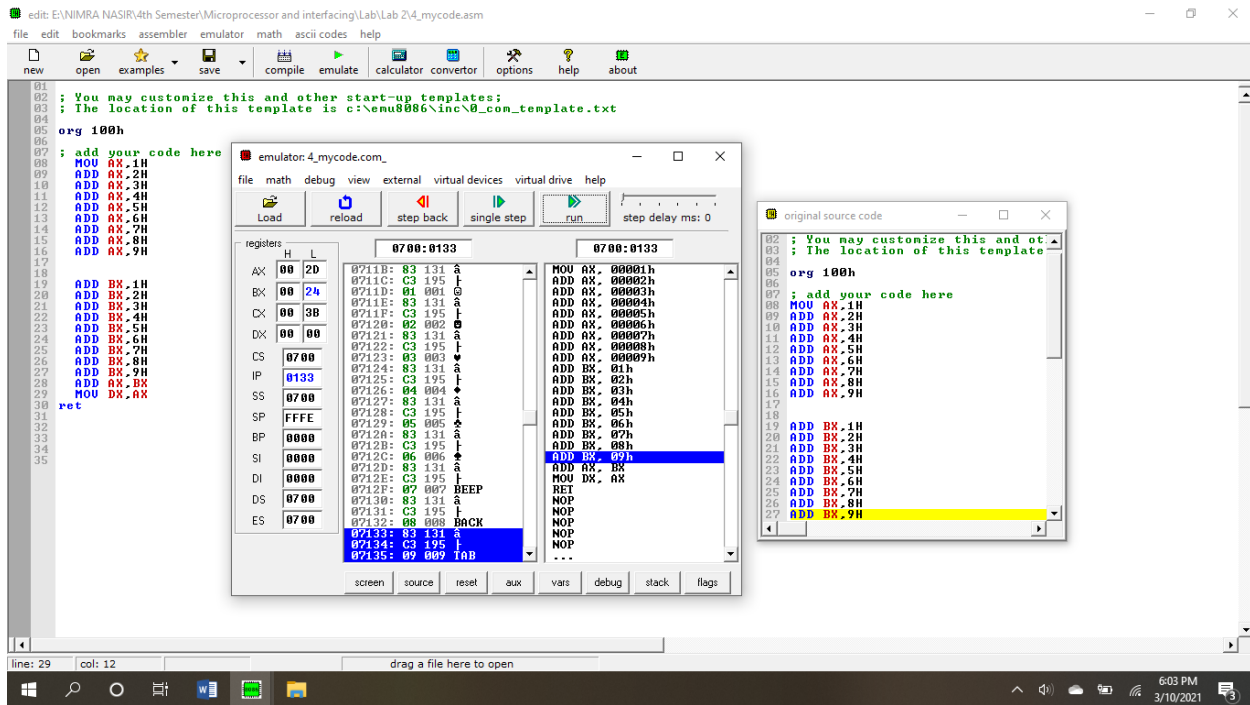 edit: E:\NIMRA NASIR\4th Semester\Microprocessor and interfacing\Lab\Lab 2\4_mycode.asm
file edit bookmarks assembler emulator math ascii codes help
new open examples save compile emulate calculator convertor options help about
01
02 ; You may customize this and other start-up templates;
03 ; The location of this template is c:\emu8086\inc\0_com_template.txt
04
05 org 100h
06
07 ; add your code here
08 MOV AX,1H
09 ADD AX,2H
10 ADD AX,3H
11 ADD AX,4H
12 ADD AX,5H
13 ADD AX,6H
14 ADD AX,7H
15 ADD AX,8H
16 ADD AX,9H
17
18
19 ADD BX,1H
20 ADD BX,2H
21 ADD BX,3H
22 ADD BX,4H
23 ADD BX,5H
24 ADD BX,6H
25 ADD BX,7H
26 ADD BX,8H
27 ADD BX,9H
28 ADD AX,BX
29 MOV DX,AX
30 ret
31
32
33
34
35
emulator: 4_mycode.com_
file math debug view external virtual devices virtual drive help
Load reload step back single step run step delay ms: 0
registers
H L
AX 00 2D
BX 00 24
CX 00 3B
DX 00 00
CS 0700
IP 0133
SS 0700
SP FFFE
BP 0000
SI 0000
DI 0000
DS 0700
ES 0700
0700:0133 0700:0133
0711B: 83 131 â
0711C: C3 195 ├
0711D: 01 001 ☺
0711E: 83 131 â
0711F: C3 195 ├
07120: 02 002 ☻
07121: 83 131 â
07122: C3 195 ├
07123: 03 003 ♥
07124: 83 131 â
07125: C3 195 ├
07126: 04 004 ♦
07127: 83 131 â
07128: C3 195 ├
07129: 05 005 ♣
0712A: 83 131 â
0712B: C3 195 ├
0712C: 06 006 ♠
0712D: 83 131 â
0712E: C3 195 ├
0712F: 07 007 BEEP
07130: 83 131 â
07131: C3 195 ├
07132: 08 008 BACK
07133: 83 131 â
07134: C3 195 ├
07135: 09 009 TAB
MOV AX, 00001h
ADD AX, 00002h
ADD AX, 00003h
ADD AX, 00004h
ADD AX, 00005h
ADD AX, 00006h
ADD AX, 00007h
ADD AX, 00008h
ADD AX, 00009h
ADD BX, 01h
ADD BX, 02h
ADD BX, 03h
ADD BX, 04h
ADD BX, 05h
ADD BX, 06h
ADD BX, 07h
ADD BX, 08h
ADD BX, 09h
ADD AX, BX
MOV DX, AX
RET
NOP
NOP
NOP
NOP
NOP
...
screen source reset aux vars debug stack flags
original source code
02 ; You may customize this and ot
03 ; The location of this template
04
05 org 100h
06
07 ; add your code here
08 MOV AX,1H
09 ADD AX,2H
10 ADD AX,3H
11 ADD AX,4H
12 ADD AX,5H
13 ADD AX,6H
14 ADD AX,7H
15 ADD AX,8H
16 ADD AX,9H
17
18
19 ADD BX,1H
20 ADD BX,2H
21 ADD BX,3H
22 ADD BX,4H
23 ADD BX,5H
24 ADD BX,6H
25 ADD BX,7H
26 ADD BX,8H
27 ADD BX,9H
line: 29 col: 12 drag a file here to open
6:03 PM
3/10/2021
3